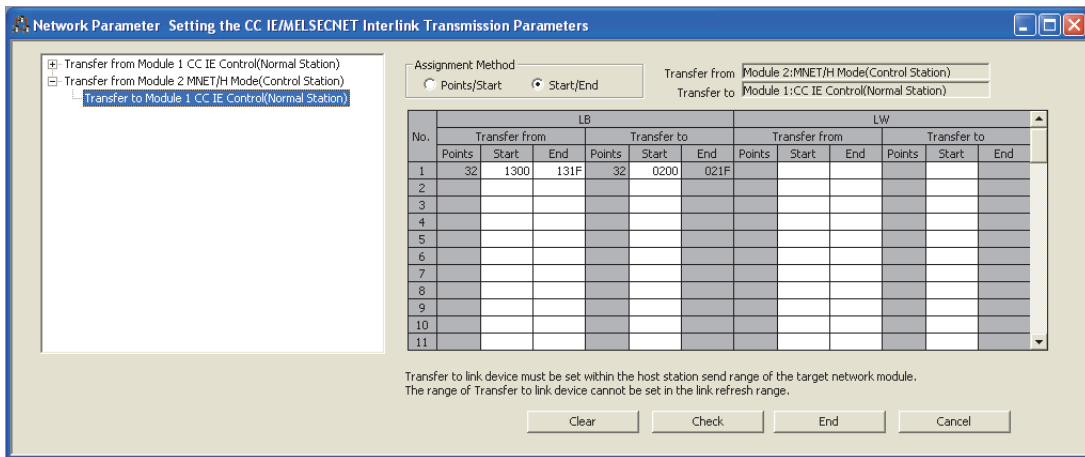 Network Parameter  Setting the CC IE/MELSECNET Interlink Transmission Parameters
Transfer from Module 1 CC IE Control(Normal Station)
Transfer from Module 2 MNET/H Mode(Control Station)
Transfer to Module 1 CC IE Control(Normal Station)
Assignment Method
Points/Start Start/End
Transfer from Module 2:MNET/H Mode(Control Station)
Transfer to Module 1:CC IE Control(Normal Station)
No. LB LW
Transfer from Transfer to Transfer from Transfer to
Points Start End Points Start End Points Start End Points Start End
1 32 1300 131F 32 0200 021F
2
3
4
5
6
7
8
9
10
11
Transfer to link device must be set within the host station send range of the target network module.
The range of Transfer to link device cannot be set in the link refresh range.
Clear Check End Cancel